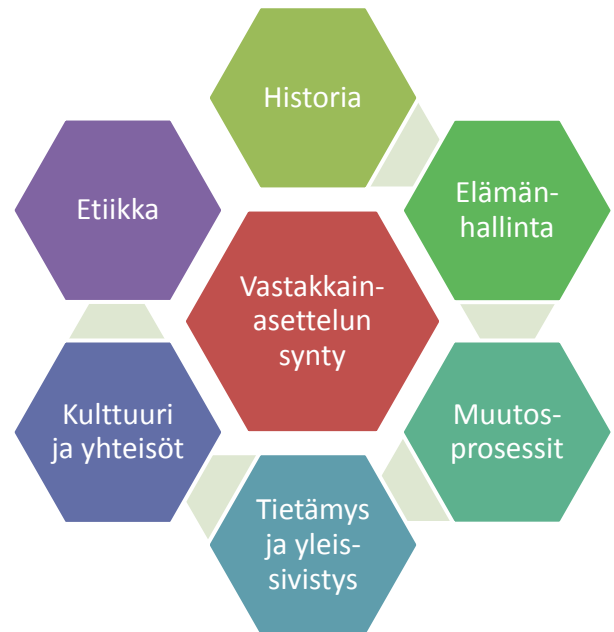 Historia
Elämän-
hallinta
Etiikka
Vastakkain-
asettelun
synty
Kulttuuri
ja yhteisöt
Muutos-
prosessit
Tietämys
ja yleis-
sivistys